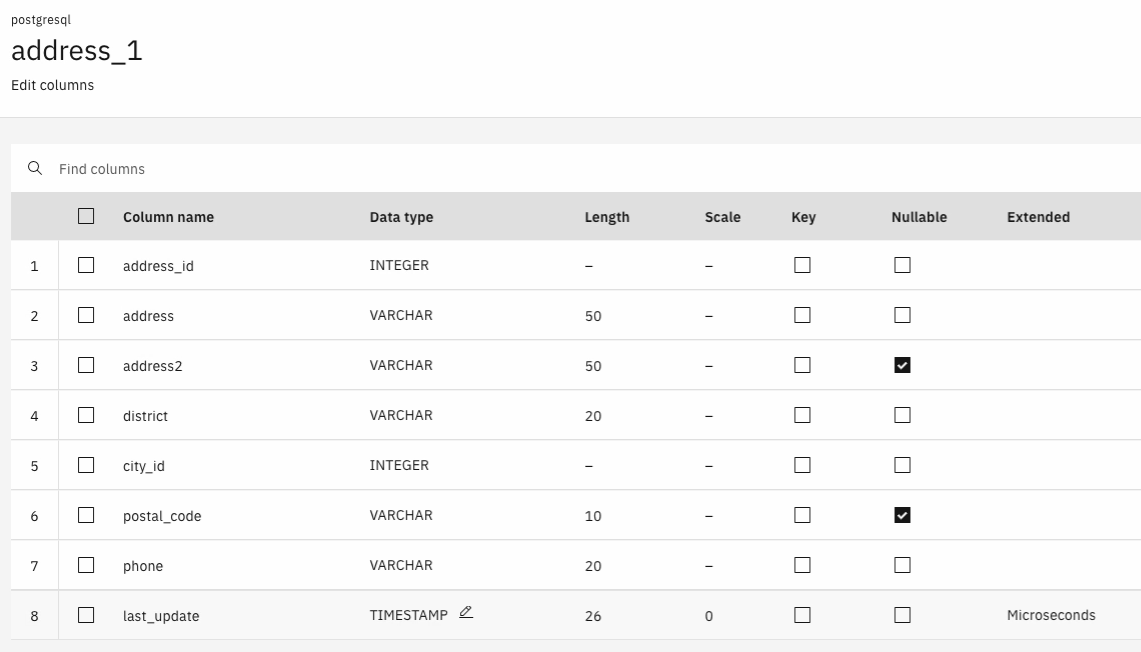 postgresql
address_1
Edit columns
Find columns
Column name Data type Length Scale Key Nullable Extended
1 address_id INTEGER – –
2 address VARCHAR 50 –
3 address2 VARCHAR 50 –
4 district VARCHAR 20 –
5 city_id INTEGER – –
6 postal_code VARCHAR 10 –
7 phone VARCHAR 20 –
8 last_update TIMESTAMP 26 0 Microseconds